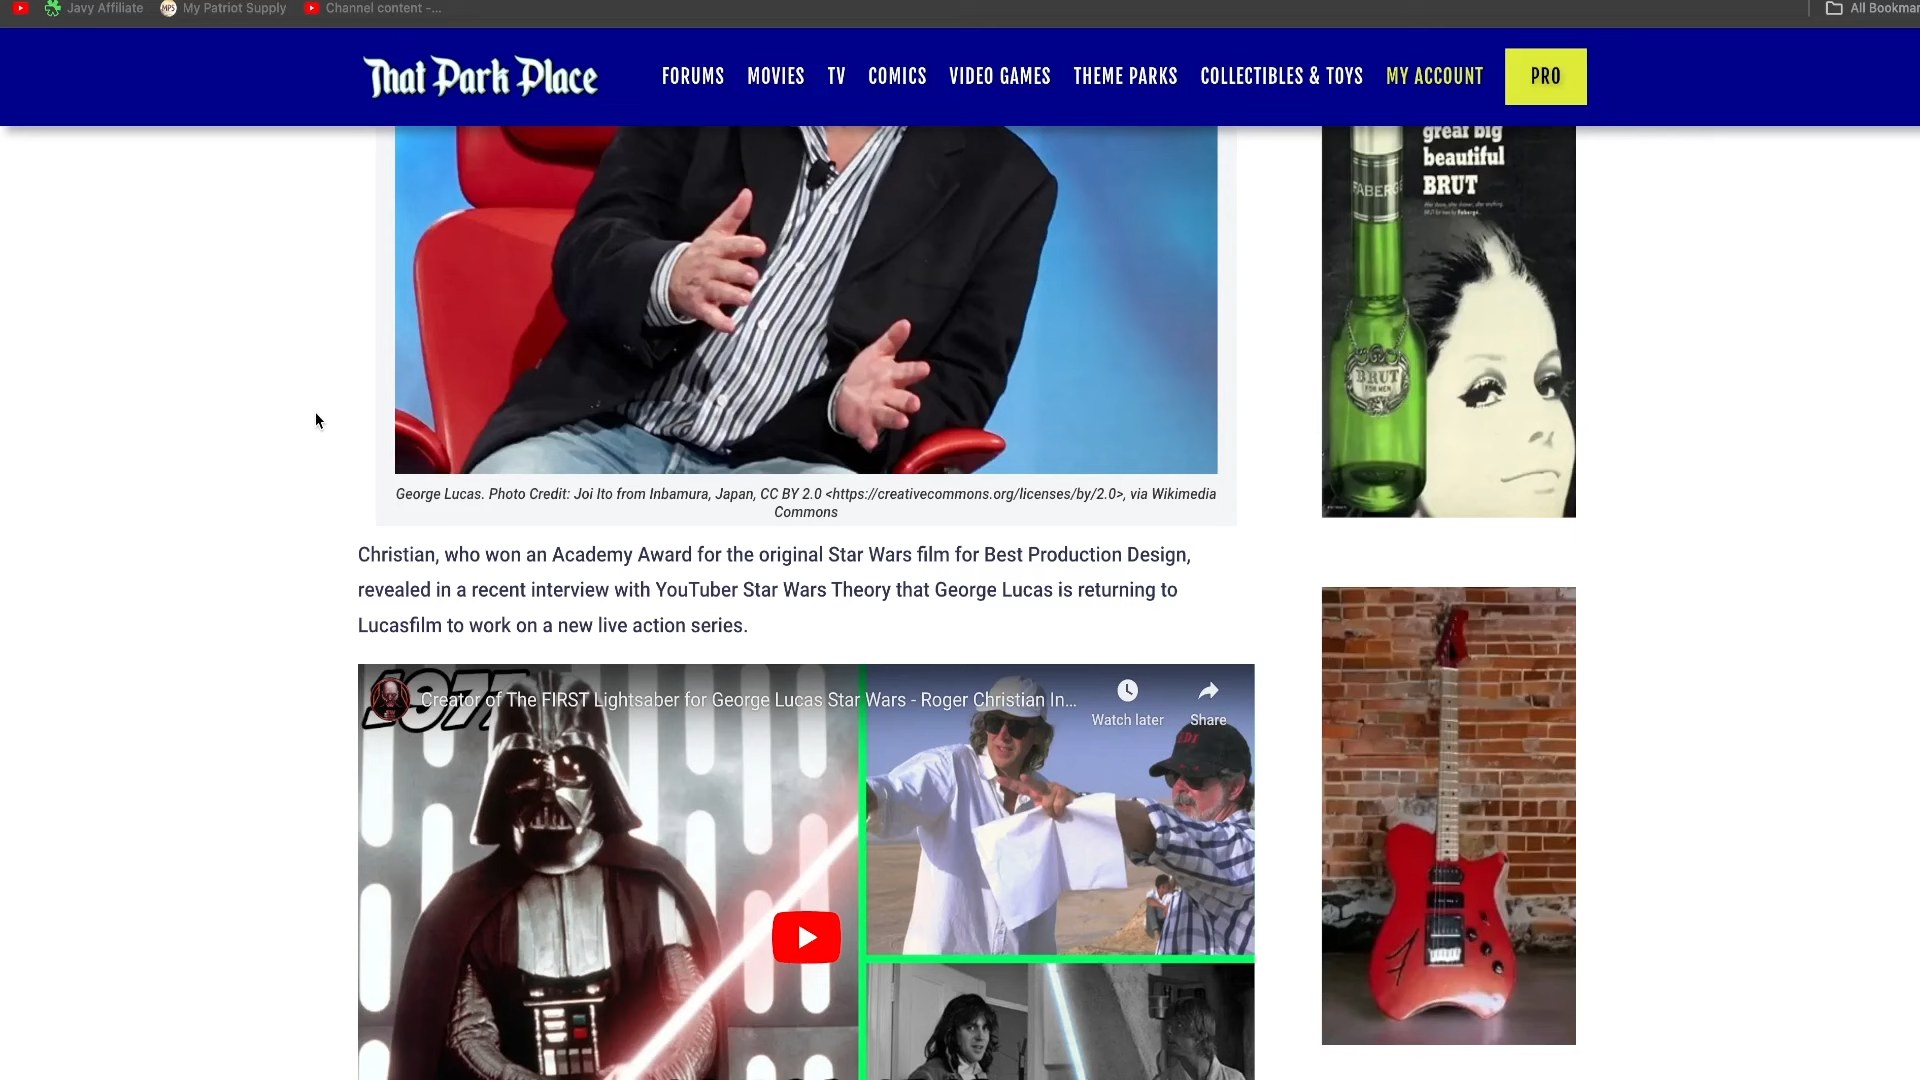 Javy Affiliate
MPS
My Patriot Supply
Channel content -...
All Bookmar
That Park Place
FORUMS
MOVIES
TV
COMICS
VIDEO GAMES
THEME PARKS
COLLECTIBLES & TOYS
MY ACCOUNT
PRO
great big
beautiful
BRUT
FABERG
BRUT
FOR MEN
George Lucas. Photo Credit: Joi Ito from Inbamura, Japan, CC BY 2.0 <https://creativecommons.org/licenses/by/2.0>, via Wikimedia
Commons
Christian, who won an Academy Award for the original Star Wars film for Best Production Design,
revealed in a recent interview with YouTuber Star Wars Theory that George Lucas is returning to
Lucasfilm to work on a new live action series.
1977
Creator of The FIRST Lightsaber for George Lucas Star Wars - Roger Christian In...
Watch later
Share